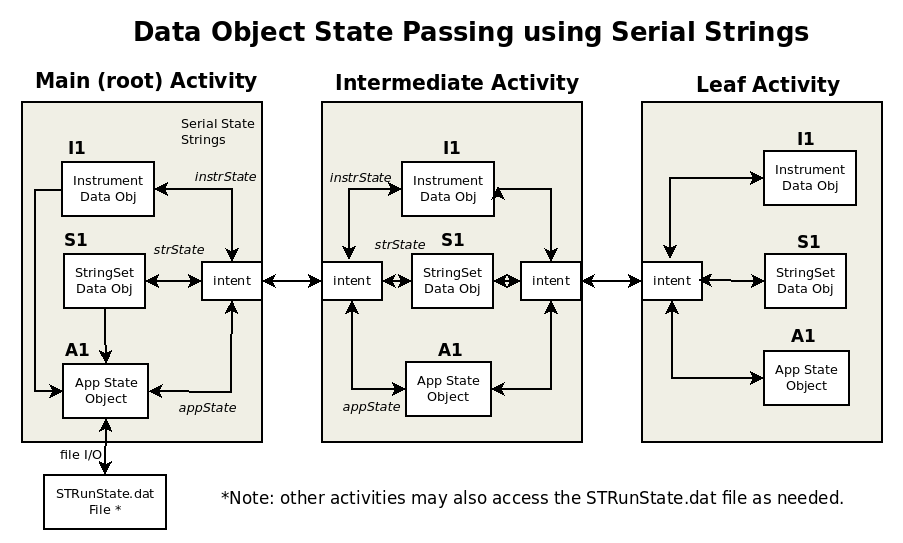 Data Object State Passing using Serial Strings
Main (root) Activity
Serial State
Strings
I1
Instrument
Data Obj
instrState
S1
strState
StringSet
Data Obj
intent
A1
App State
Object
appState
file I/O
STRunState.dat
File *
Intermediate Activity
I1
instrState
Instrument
Data Obj
strState
S1
intent
StringSet
Data Obj
intent
A1
App State
Object
appState
Leaf Activity
I1
Instrument
Data Obj
S1
intent
StringSet
Data Obj
A1
App State
Object
*Note: other activities may also access the STRunState.dat file as needed.